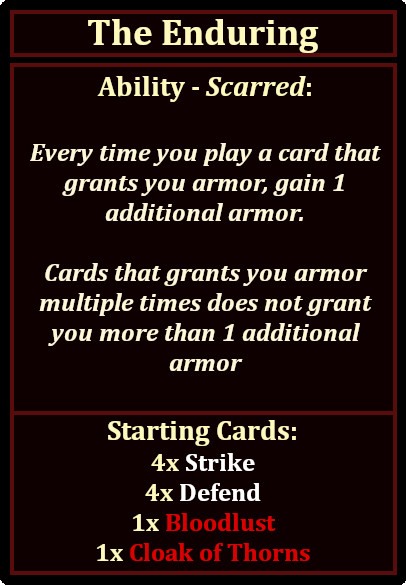 The Enduring
Ability - Scarred:
Every time you play a card that
grants you armor, gain 1
additional armor.
Cards that grants you armor
multiple times does not grant
you more than 1 additional
armor
Starting Cards:
4x Strike
4x Defend
1x Bloodlust
1x Cloak of Thorns